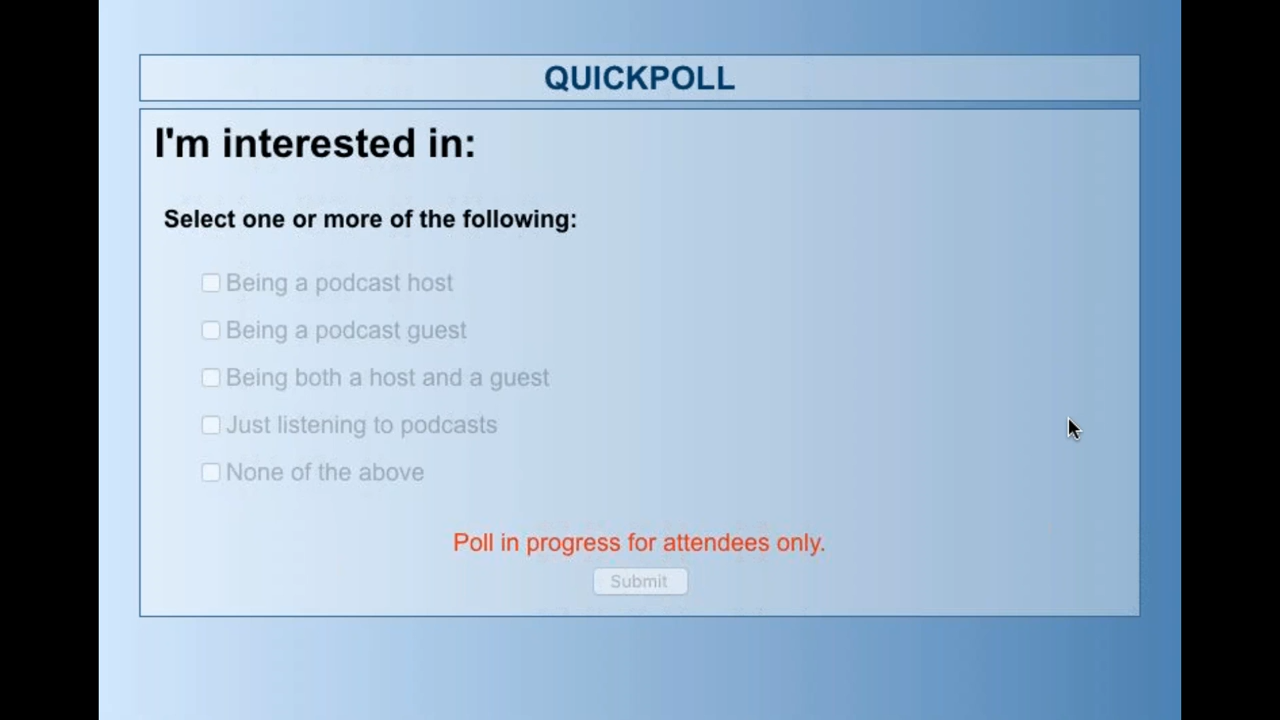 QUICKPOLL
I'm interested in:
Select one or more of the following:
Being a podcast host
Being a podcast guest
Being both a host and a guest
Just listening to podcasts
None of the above
Poll in progress for attendees only.
Submit